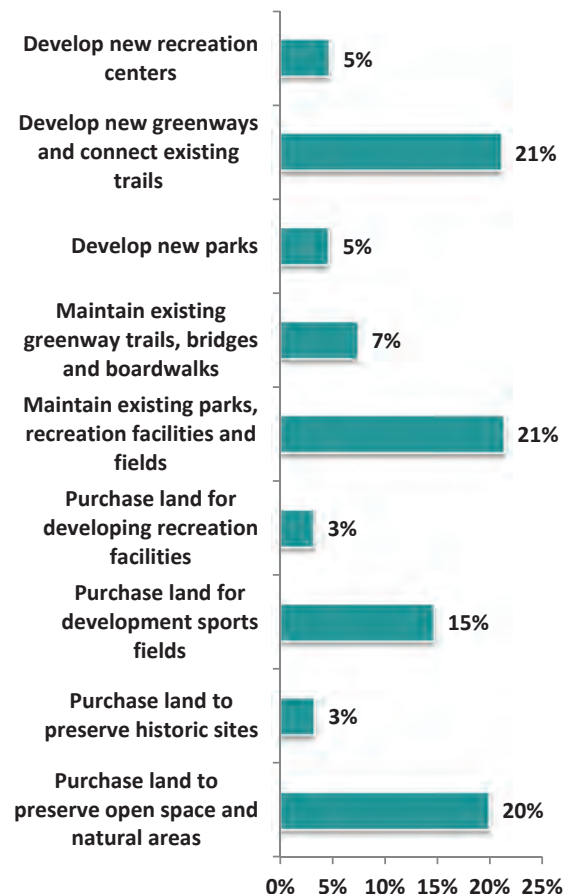 Develop new recreation
centers
5%
Develop new greenways
and connect existing
trails
21%
Develop new parks
5%
Maintain existing
greenway trails, bridges
and boardwalks
7%
Maintain existing parks,
recreation facilities and
fields
21%
Purchase land for
developing recreation
facilities
3%
Purchase land for
development sports
fields
15%
Purchase land to
preserve historic sites
3%
Purchase land to
preserve open space and
natural areas
20%
0% 5% 10% 15% 20% 25%